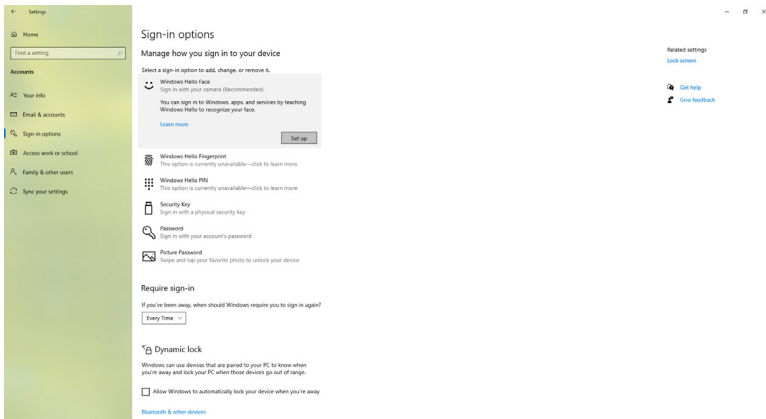 Settings
Home
Find a setting
Accounts
Your info
Email & accounts
Sign-in options
Access work or school
Family & other users
Sync your settings
Sign-in options
Manage how you sign in to your device
Select a sign-in option to add, change, or remove it.
Windows Hello Face
Sign in with your camera (Recommended)
You can sign in to Windows, apps, and services by teaching
Windows Hello to recognize your face.
Learn more
Set up
Windows Hello Fingerprint
This option is currently unavailable—click to learn more
Windows Hello PIN
This option is currently unavailable—click to learn more
Security Key
Sign in with a physical security key
Password
Sign in with your account's password
Picture Password
Swipe and tap your favorite photo to unlock your device
Require sign-in
If you've been away, when should Windows require you to sign in again?
Every Time
Dynamic lock
Windows can use devices that are paired to your PC to know when
you're away and lock your PC when those devices go out of range.
Allow Windows to automatically lock your device when you're away
Bluetooth & other devices
Related settings
Lock screen
Get help
Give feedback